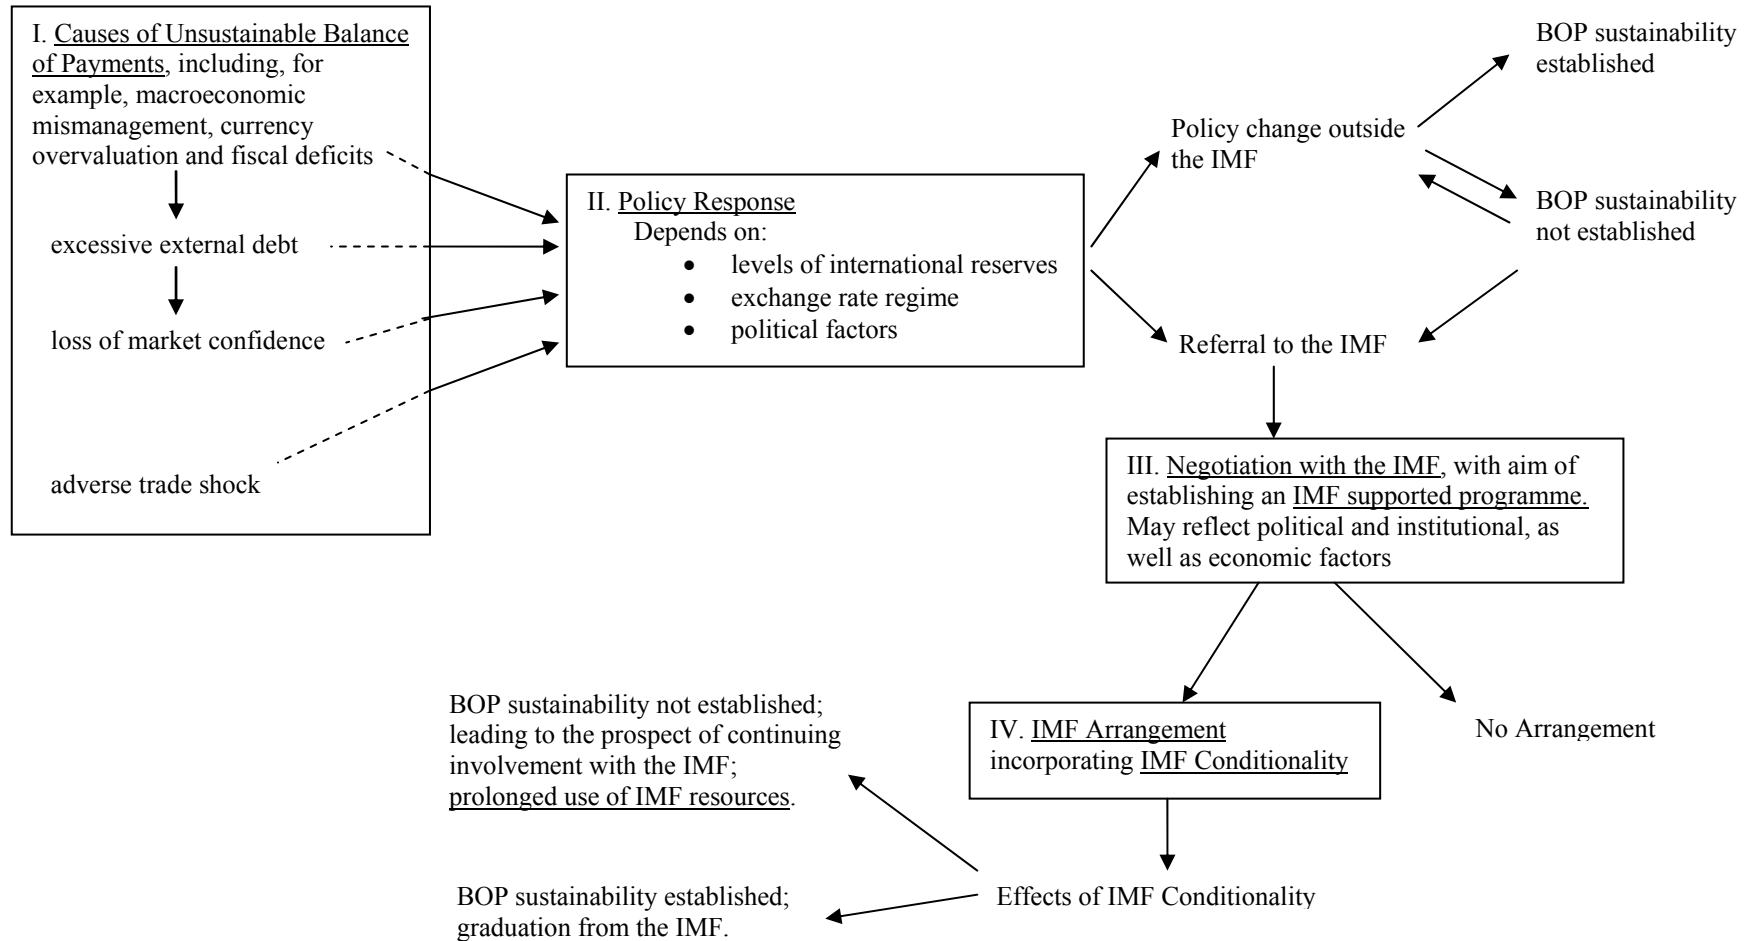 I. Causes of Unsustainable Balance
of Payments, including, for
example, macroeconomic
mismanagement, currency
overvaluation and fiscal deficits
excessive external debt
loss of market confidence
adverse trade shock
II. Policy Response
Depends on:
• levels of international reserves
• exchange rate regime
• political factors
Policy change outside
the IMF
BOP sustainability
established
BOP sustainability
not established
Referral to the IMF
III. Negotiation with the IMF, with aim of
establishing an IMF supported programme.
May reflect political and institutional, as
well as economic factors
IV. IMF Arrangement
incorporating IMF Conditionality
No Arrangement
BOP sustainability not established;
leading to the prospect of continuing
involvement with the IMF;
prolonged use of IMF resources.
Effects of IMF Conditionality
BOP sustainability established;
graduation from the IMF.